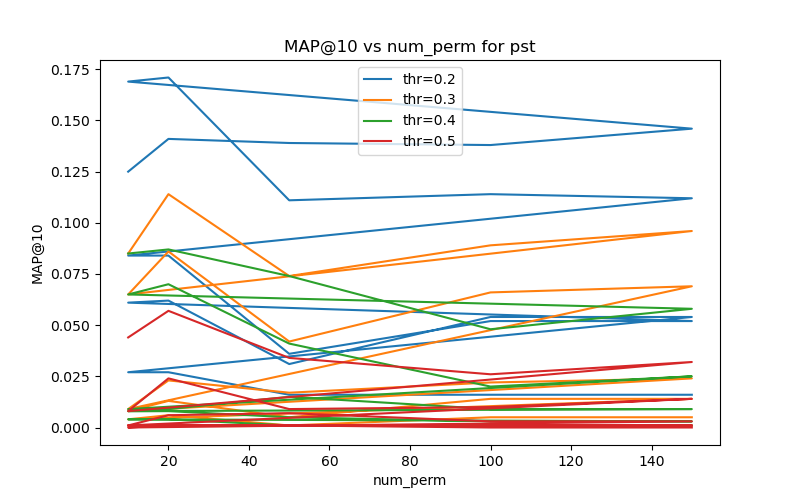 MAP@10 vs num_perm for pst
thr=0.2
thr=0.3
thr=0.4
thr=0.5
MAP@10
0.175
0.150
0.125
0.100
0.075
0.050
0.025
0.000
20 40 60 80 100 120 140
num_perm